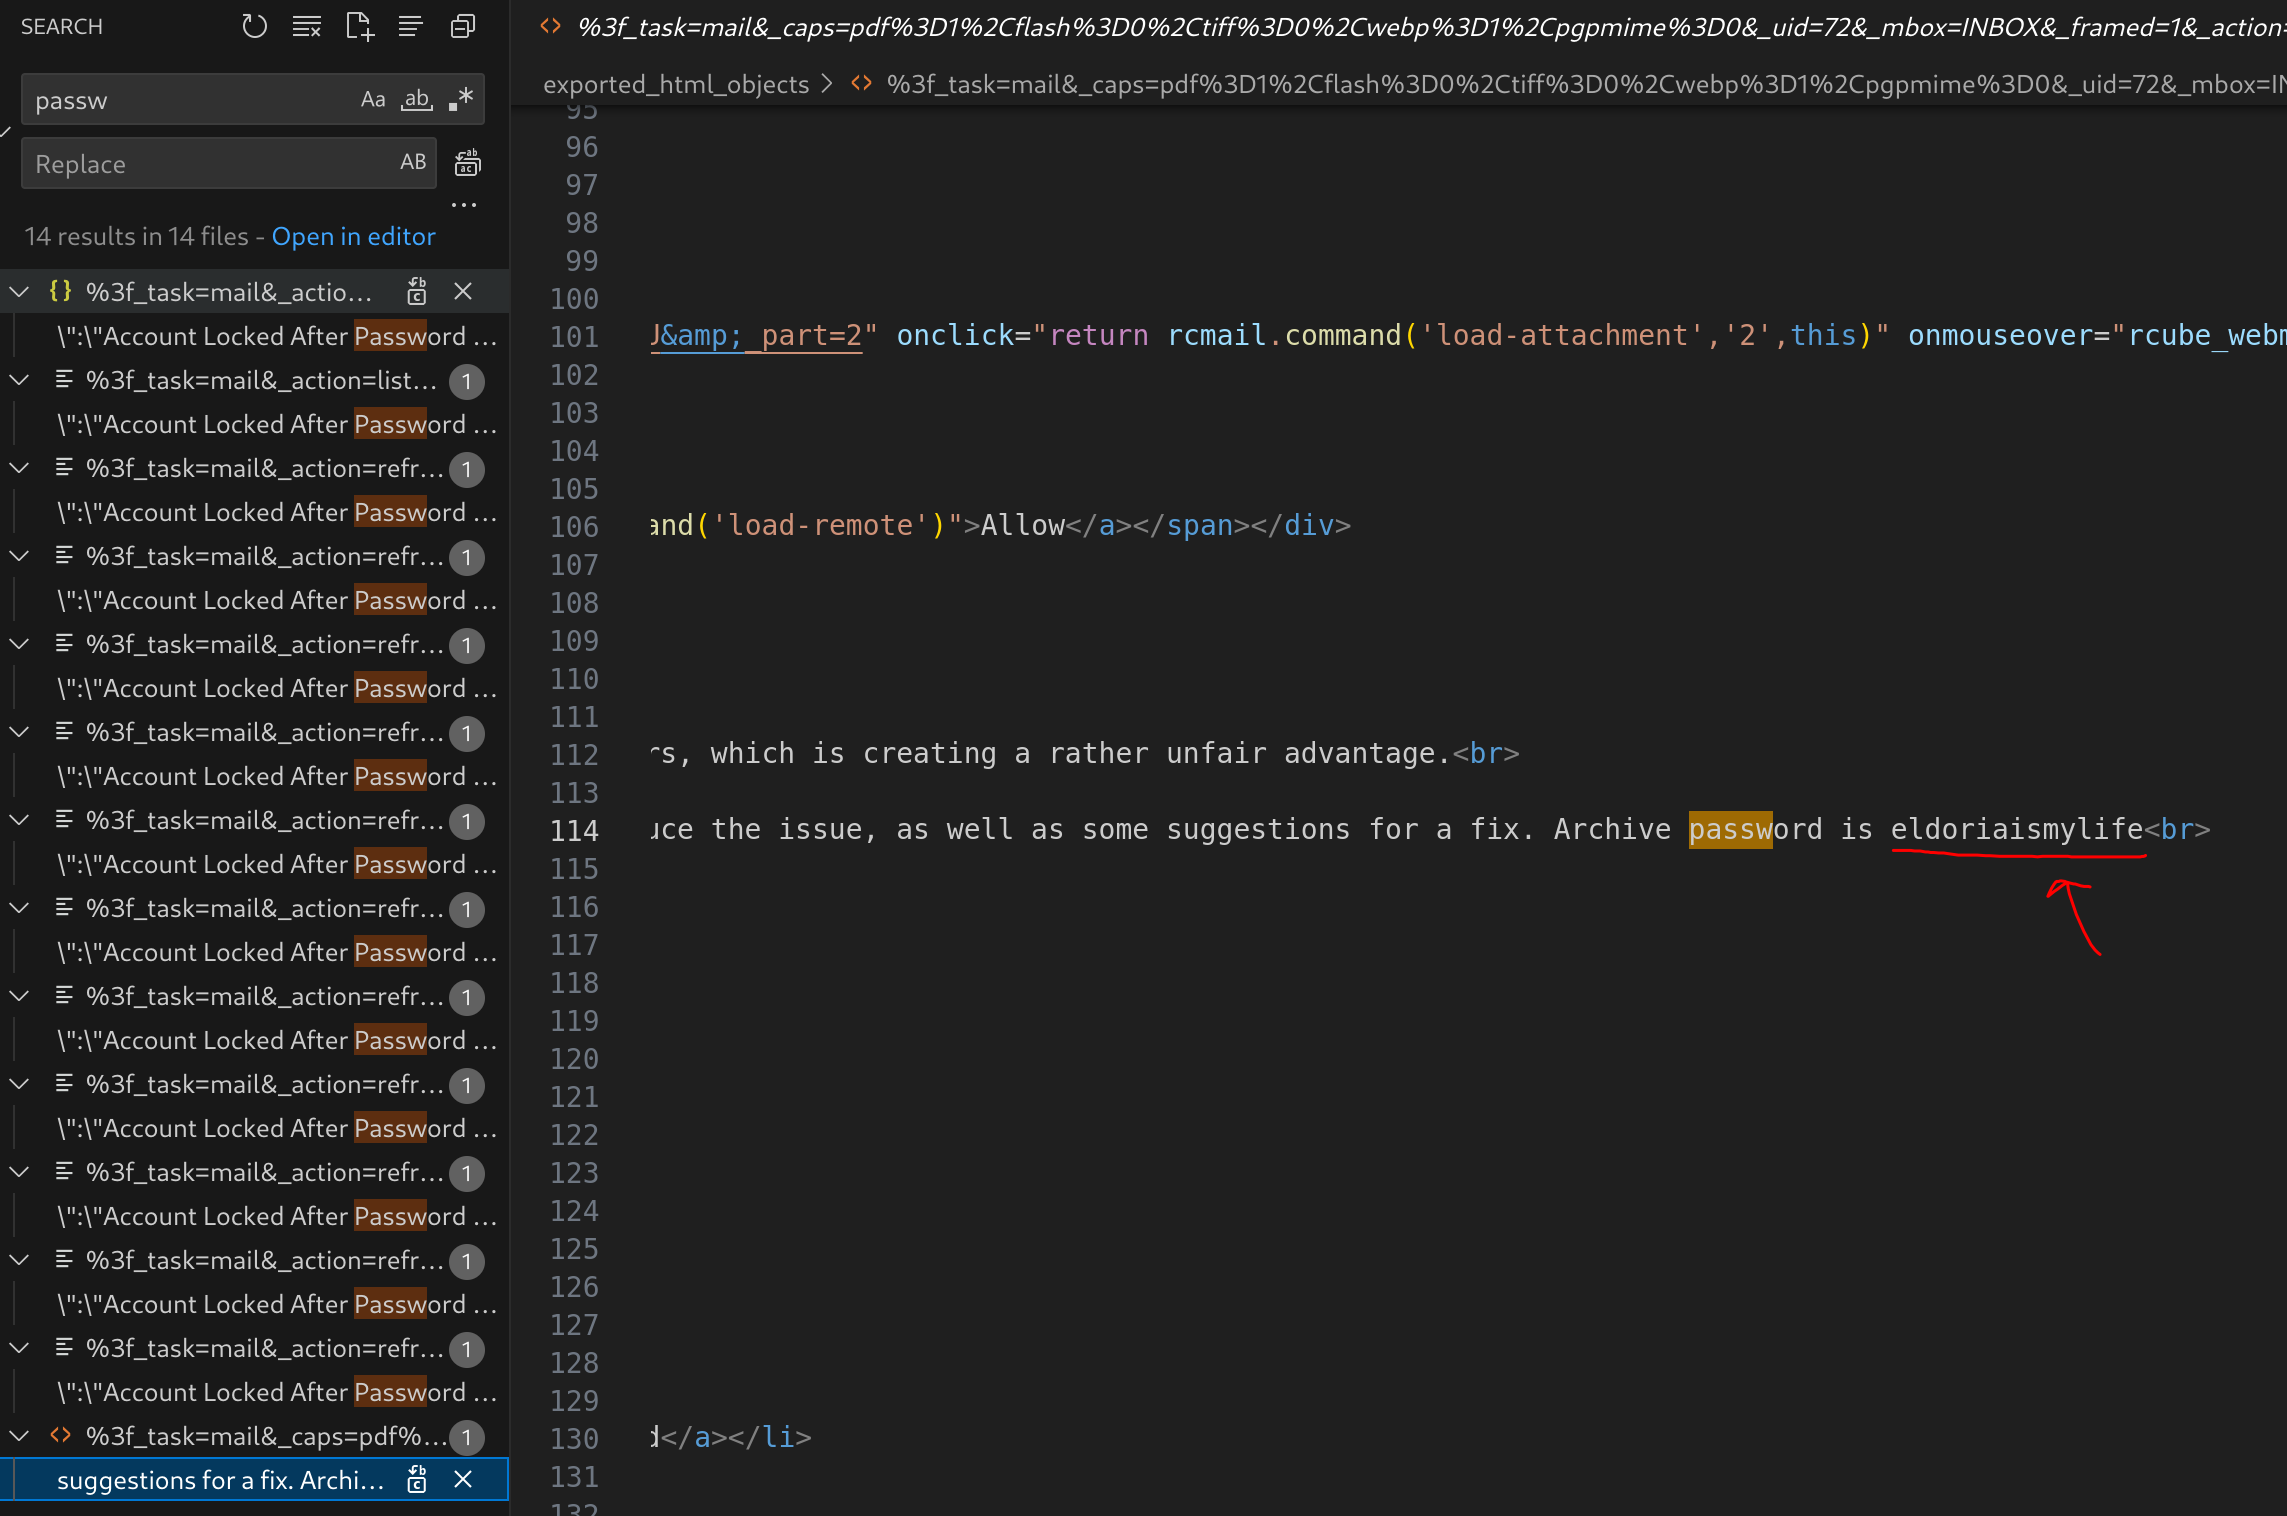 SEARCH
passw
Aa ab .*
Replace
AB
14 results in 14 files - Open in editor
{} %3f_task=mail&_actio...
\":\"Account Locked After Password ...
%3f_task=mail&_action=list... 1
\":\"Account Locked After Password ...
%3f_task=mail&_action=refr... 1
\":\"Account Locked After Password ...
%3f_task=mail&_action=refr... 1
\":\"Account Locked After Password ...
%3f_task=mail&_action=refr... 1
\":\"Account Locked After Password ...
%3f_task=mail&_action=refr... 1
\":\"Account Locked After Password ...
%3f_task=mail&_action=refr... 1
\":\"Account Locked After Password ...
%3f_task=mail&_action=refr... 1
\":\"Account Locked After Password ...
%3f_task=mail&_action=refr... 1
\":\"Account Locked After Password ...
%3f_task=mail&_action=refr... 1
\":\"Account Locked After Password ...
%3f_task=mail&_action=refr... 1
\":\"Account Locked After Password ...
%3f_task=mail&_action=refr... 1
\":\"Account Locked After Password ...
%3f_task=mail&_action=refr... 1
\":\"Account Locked After Password ...
<> %3f_task=mail&_caps=pdf%... 1
suggestions for a fix. Archi...
<> %3f_task=mail&_caps=pdf%3D1%2Cflash%3D0%2Ctiff%3D0%2Cwebp%3D1%2Cpgpmime%3D0&_uid=72&_mbox=INBOX&_framed=1&_action=
exported_html_objects > <> %3f_task=mail&_caps=pdf%3D1%2Cflash%3D0%2Ctiff%3D0%2Cwebp%3D1%2Cpgpmime%3D0&_uid=72&_mbox=IN
95
96
97
98
99
100
101 J&amp;_part=2" onclick="return rcmail.command('load-attachment','2',this)" onmouseover="rcube_webm
102
103
104
105
106 and('load-remote')">Allow</a></span></div>
107
108
109
110
111
112 rs, which is creating a rather unfair advantage.<br>
113
114 uce the issue, as well as some suggestions for a fix. Archive password is eldoriaismylife<br>
115
116
117
118
119
120
121
122
123
124
125
126
127
128
129
130 d</a></li>
131
132